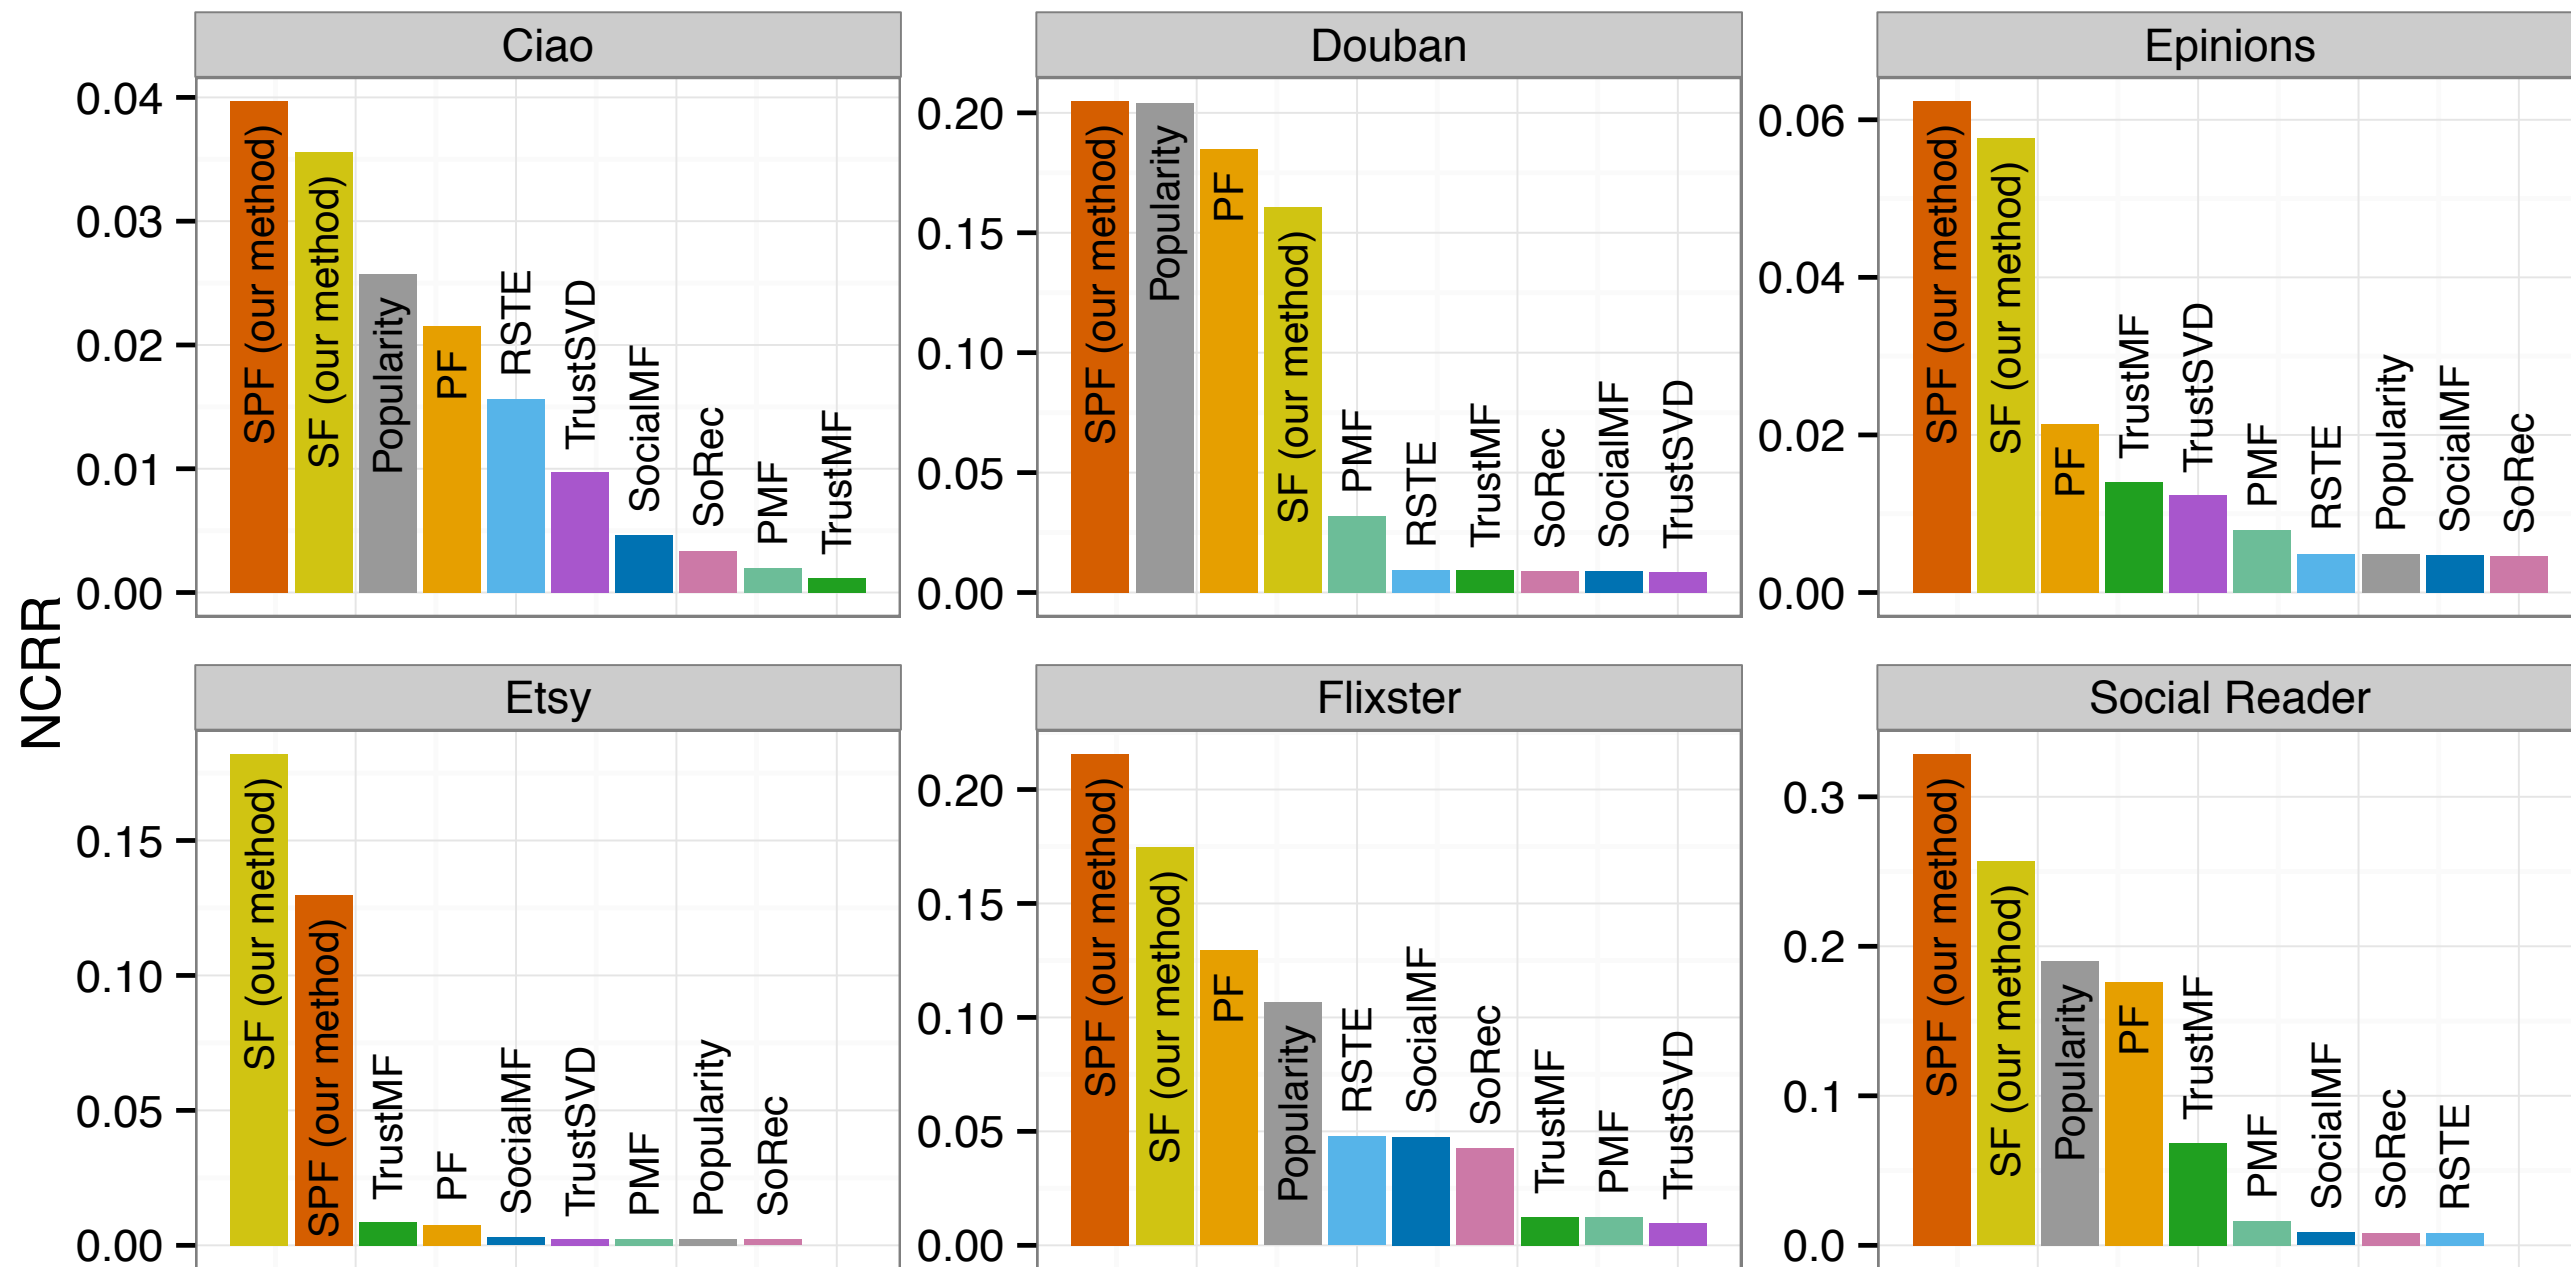 NCRR
Ciao
0.04
0.03
0.02
0.01
0.00
SPF (our method)
SF (our method)
Popularity
PF
RSTE
TrustSVD
SocialMF
SoRec
PMF
TrustMF
Douban
0.20
0.15
0.10
0.05
0.00
SPF (our method)
Popularity
PF
SF (our method)
PMF
RSTE
TrustMF
SoRec
SocialMF
TrustSVD
Epinions
0.06
0.04
0.02
0.00
SPF (our method)
SF (our method)
PF
TrustMF
TrustSVD
PMF
RSTE
Popularity
SocialMF
SoRec
Etsy
0.15
0.10
0.05
0.00
SF (our method)
SPF (our method)
TrustMF
PF
SocialMF
TrustSVD
PMF
Popularity
SoRec
Flixster
0.20
0.15
0.10
0.05
0.00
SPF (our method)
SF (our method)
PF
Popularity
RSTE
SocialMF
SoRec
TrustMF
PMF
TrustSVD
Social Reader
0.3
0.2
0.1
0.0
SPF (our method)
SF (our method)
Popularity
PF
TrustMF
PMF
SocialMF
SoRec
RSTE